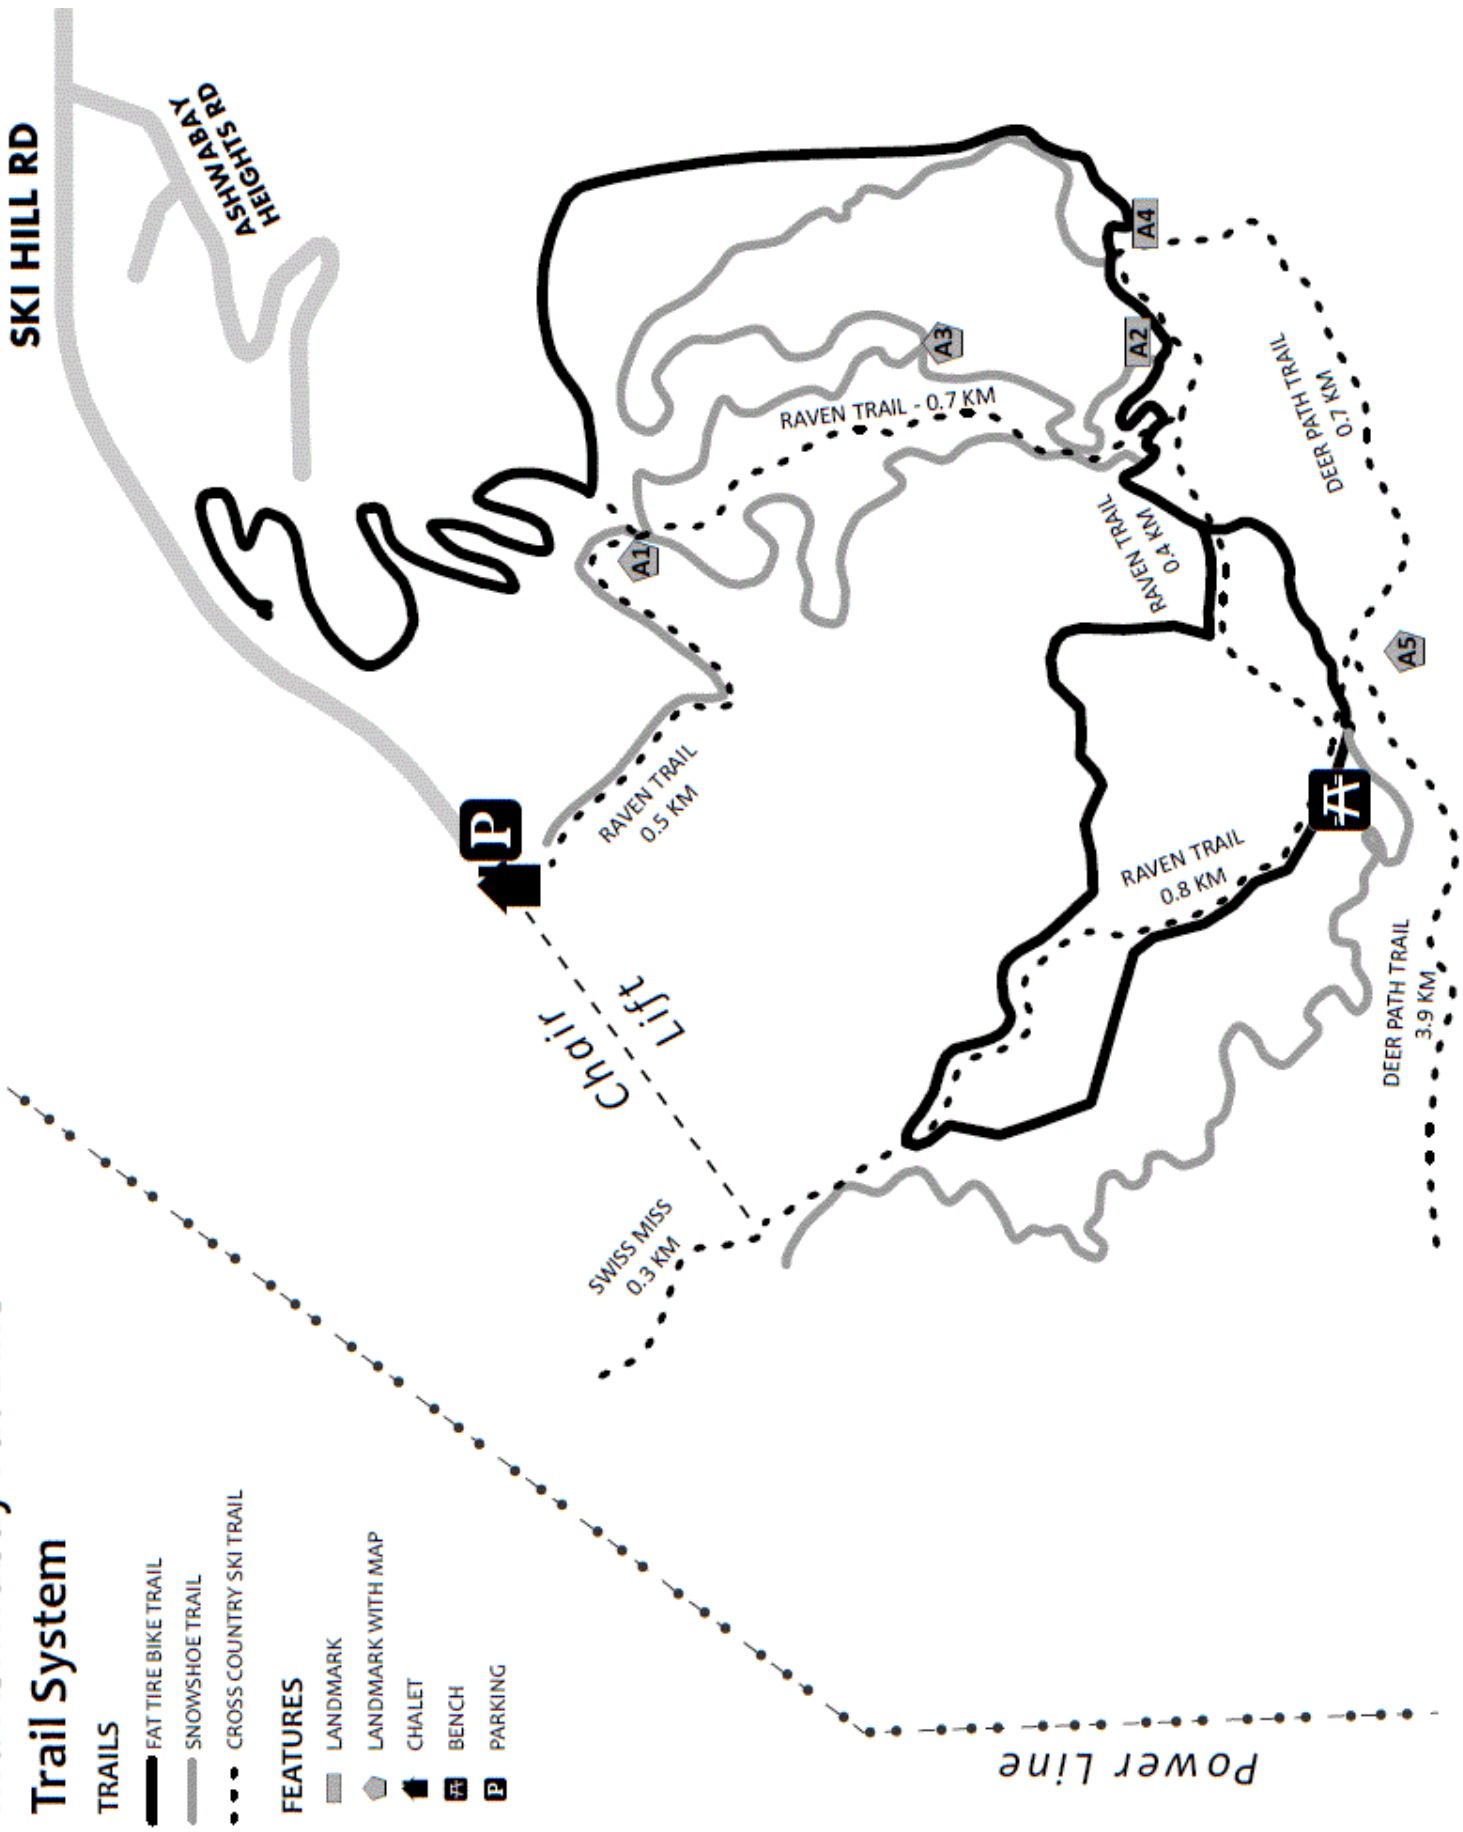 Trail System
TRAILS
FAT TIRE BIKE TRAIL
SNOWSHOE TRAIL
CROSS COUNTRY SKI TRAIL
FEATURES
LANDMARK
LANDMARK WITH MAP
CHALET
BENCH
P
PARKING
SKI HILL RD
ASHWABAY
HEIGHTS RD
P
Chair
Lift
SWISS MISS
0.3 KM
RAVEN TRAIL
0.5 KM
A1
RAVEN TRAIL - 0.7 KM
A3
A2
A4
RAVEN TRAIL
0.4 KM
DEER PATH TRAIL
0.7 KM
A5
RAVEN TRAIL
0.8 KM
DEER PATH TRAIL
3.9 KM
Power Line